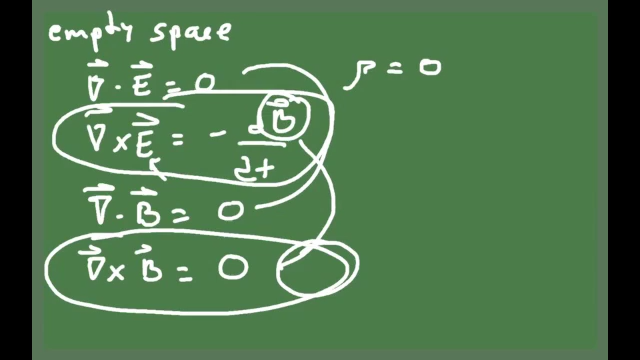 empty space
∇⃗ · E⃗ = 0
ρ = 0
∇⃗ × E⃗ = - ∂B⃗/∂t
∇⃗ · B⃗ = 0
∇⃗ × B⃗ = 0